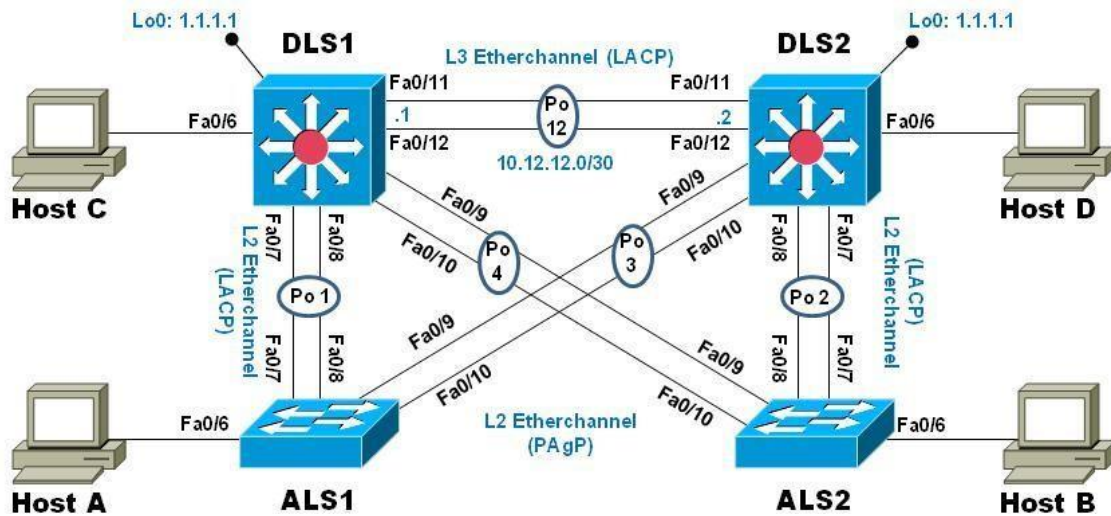 Lo0: 1.1.1.1
Lo0: 1.1.1.1
DLS1
DLS2
L3 Etherchannel (LACP)
Fa0/11
Fa0/11
Po
12
.1
.2
Fa0/6
Fa0/6
Fa0/12
Fa0/12
10.12.12.0/30
Host C
Host D
Fa0/9
Fa0/9
Fa0/10
Fa0/10
Po
4
Po
3
Fa0/7
Fa0/8
Fa0/8
Fa0/7
L2 Etherchannel
(LACP)
Po 1
Po 2
(LACP)
L2 Etherchannel
Fa0/7
Fa0/8
Fa0/9
Fa0/10
Fa0/9
Fa0/10
Fa0/8
Fa0/7
L2 Etherchannel
(PAgP)
Fa0/6
Fa0/6
Host A
ALS1
ALS2
Host B